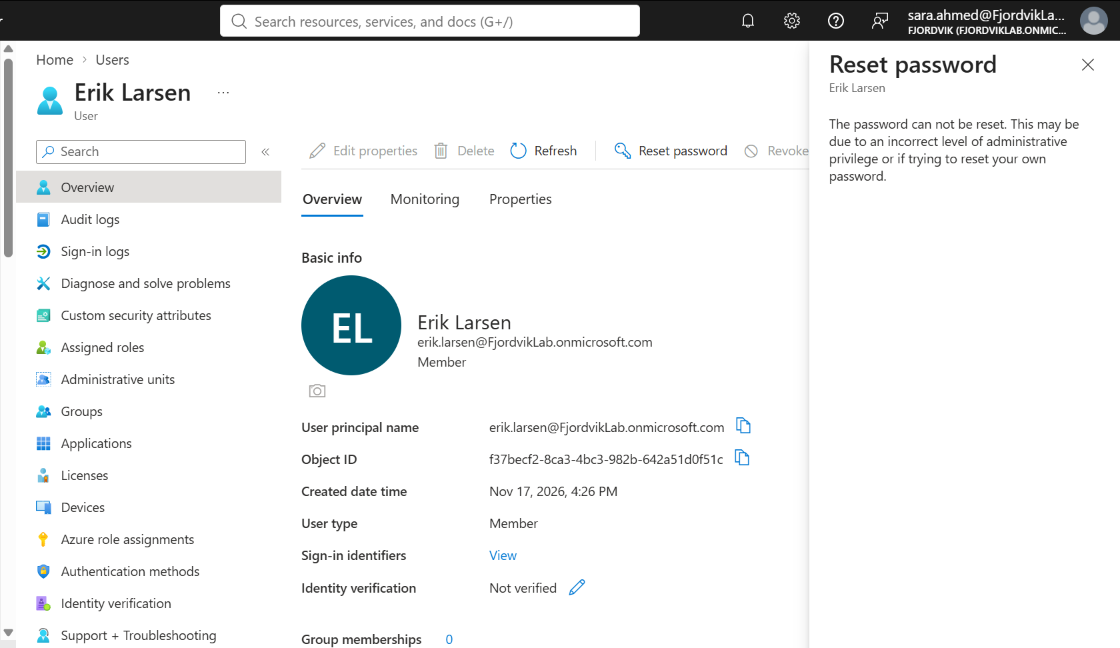 Search resources, services, and docs (G+/)
sara.ahmed@FjordvikLa...
FJORDVIK (FJORDVIKLAB.ONMIC...
Home > Users
Erik Larsen ...
User
Search
«
Overview
Audit logs
Sign-in logs
Diagnose and solve problems
Custom security attributes
Assigned roles
Administrative units
Groups
Applications
Licenses
Devices
Azure role assignments
Authentication methods
Identity verification
Support + Troubleshooting
Edit properties Delete Refresh Reset password Revoke
Overview Monitoring Properties
Basic info
EL
Erik Larsen
erik.larsen@FjordvikLab.onmicrosoft.com
Member
User principal name erik.larsen@FjordvikLab.onmicrosoft.com
Object ID f37becf2-8ca3-4bc3-982b-642a51d0f51c
Created date time Nov 17, 2026, 4:26 PM
User type Member
Sign-in identifiers View
Identity verification Not verified
Group memberships 0
Reset password
Erik Larsen
The password can not be reset. This may be
due to an incorrect level of administrative
privilege or if trying to reset your own
password.